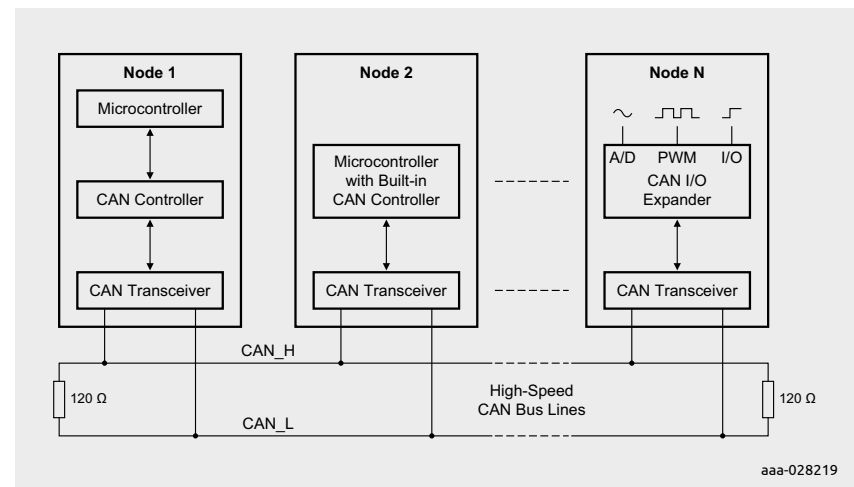 Node 1
Microcontroller
CAN Controller
CAN Transceiver
Node 2
Microcontroller
with Built-in
CAN Controller
CAN Transceiver
Node N
A/D PWM I/O
CAN I/O
Expander
CAN Transceiver
CAN_H
120 Ω
High-Speed
CAN Bus Lines
120 Ω
CAN_L
aaa-028219